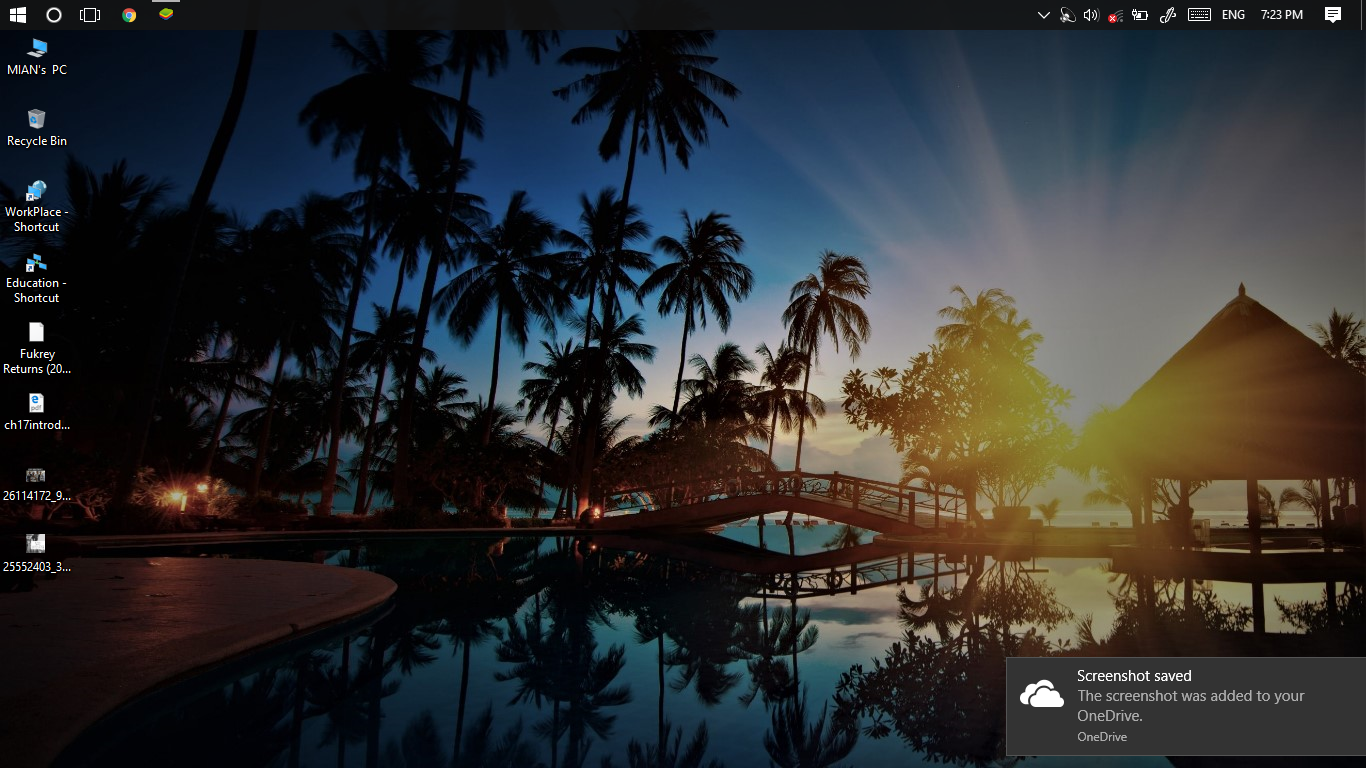 ENG
7:23 PM
MIAN's PC
Recycle Bin
WorkPlace -
Shortcut
Education -
Shortcut
Fukrey
Returns (20...
pdf
ch17introd...
26114172_9...
25552403_3...
Screenshot saved
The screenshot was added to your
OneDrive.
OneDrive